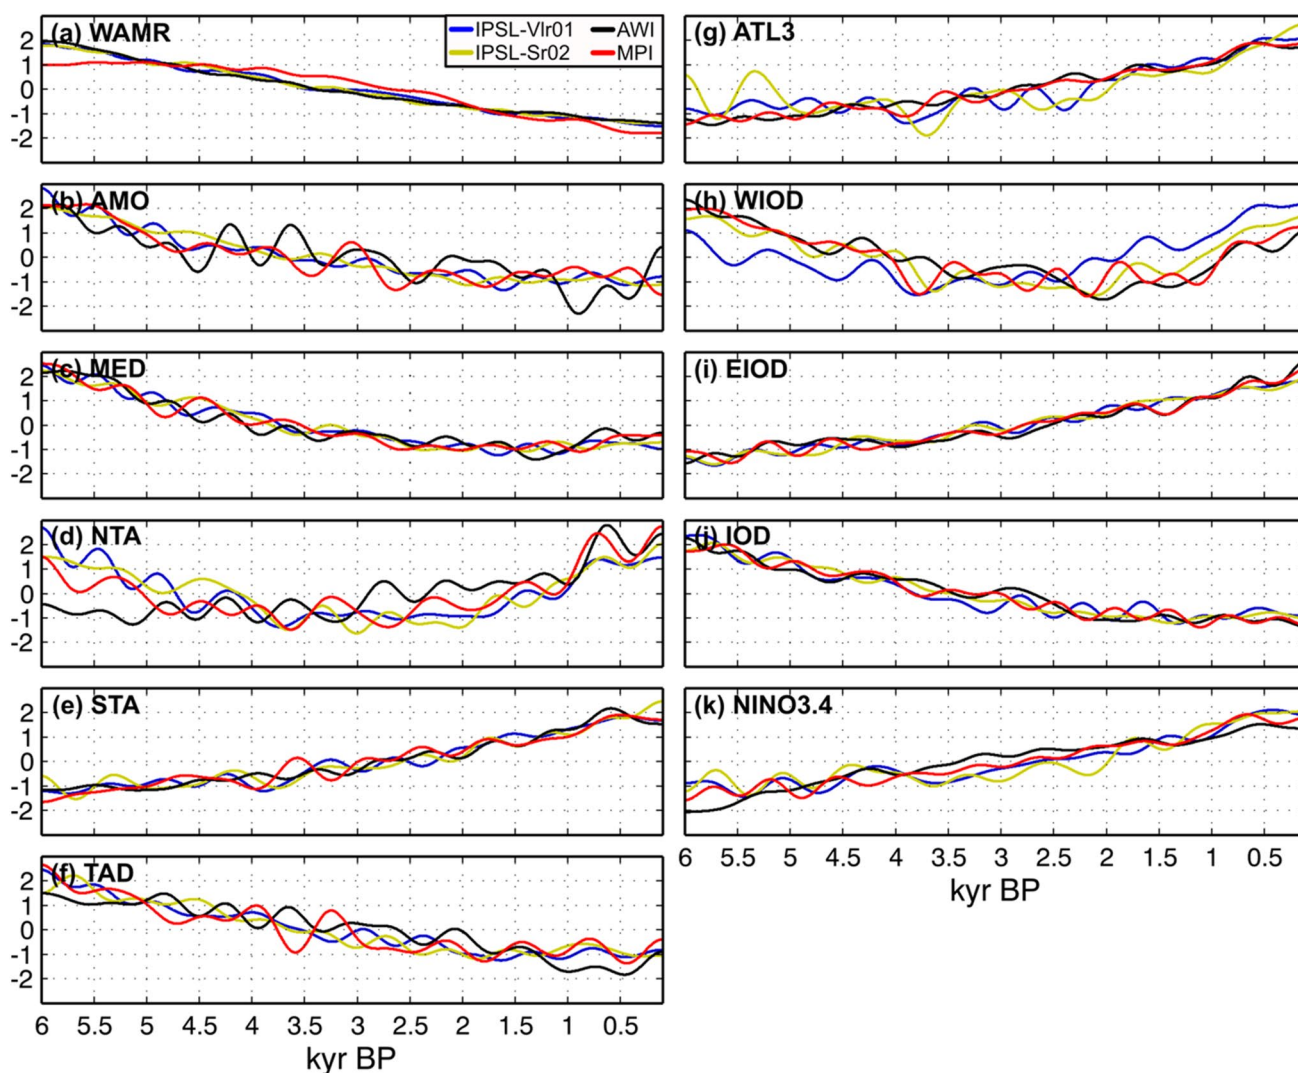 (a) WAMR
IPSL-Vlr01 AWI
IPSL-Sr02 MPI
2
1
0
-1
-2
(b) AMO
2
1
0
-1
-2
(c) MED
2
1
0
-1
-2
(d) NTA
2
1
0
-1
-2
(e) STA
2
1
0
-1
-2
(f) TAD
2
1
0
-1
-2
6 5.5 5 4.5 4 3.5 3 2.5 2 1.5 1 0.5
kyr BP
(g) ATL3
(h) WIOD
(i) EIOD
(j) IOD
(k) NINO3.4
6 5.5 5 4.5 4 3.5 3 2.5 2 1.5 1 0.5
kyr BP